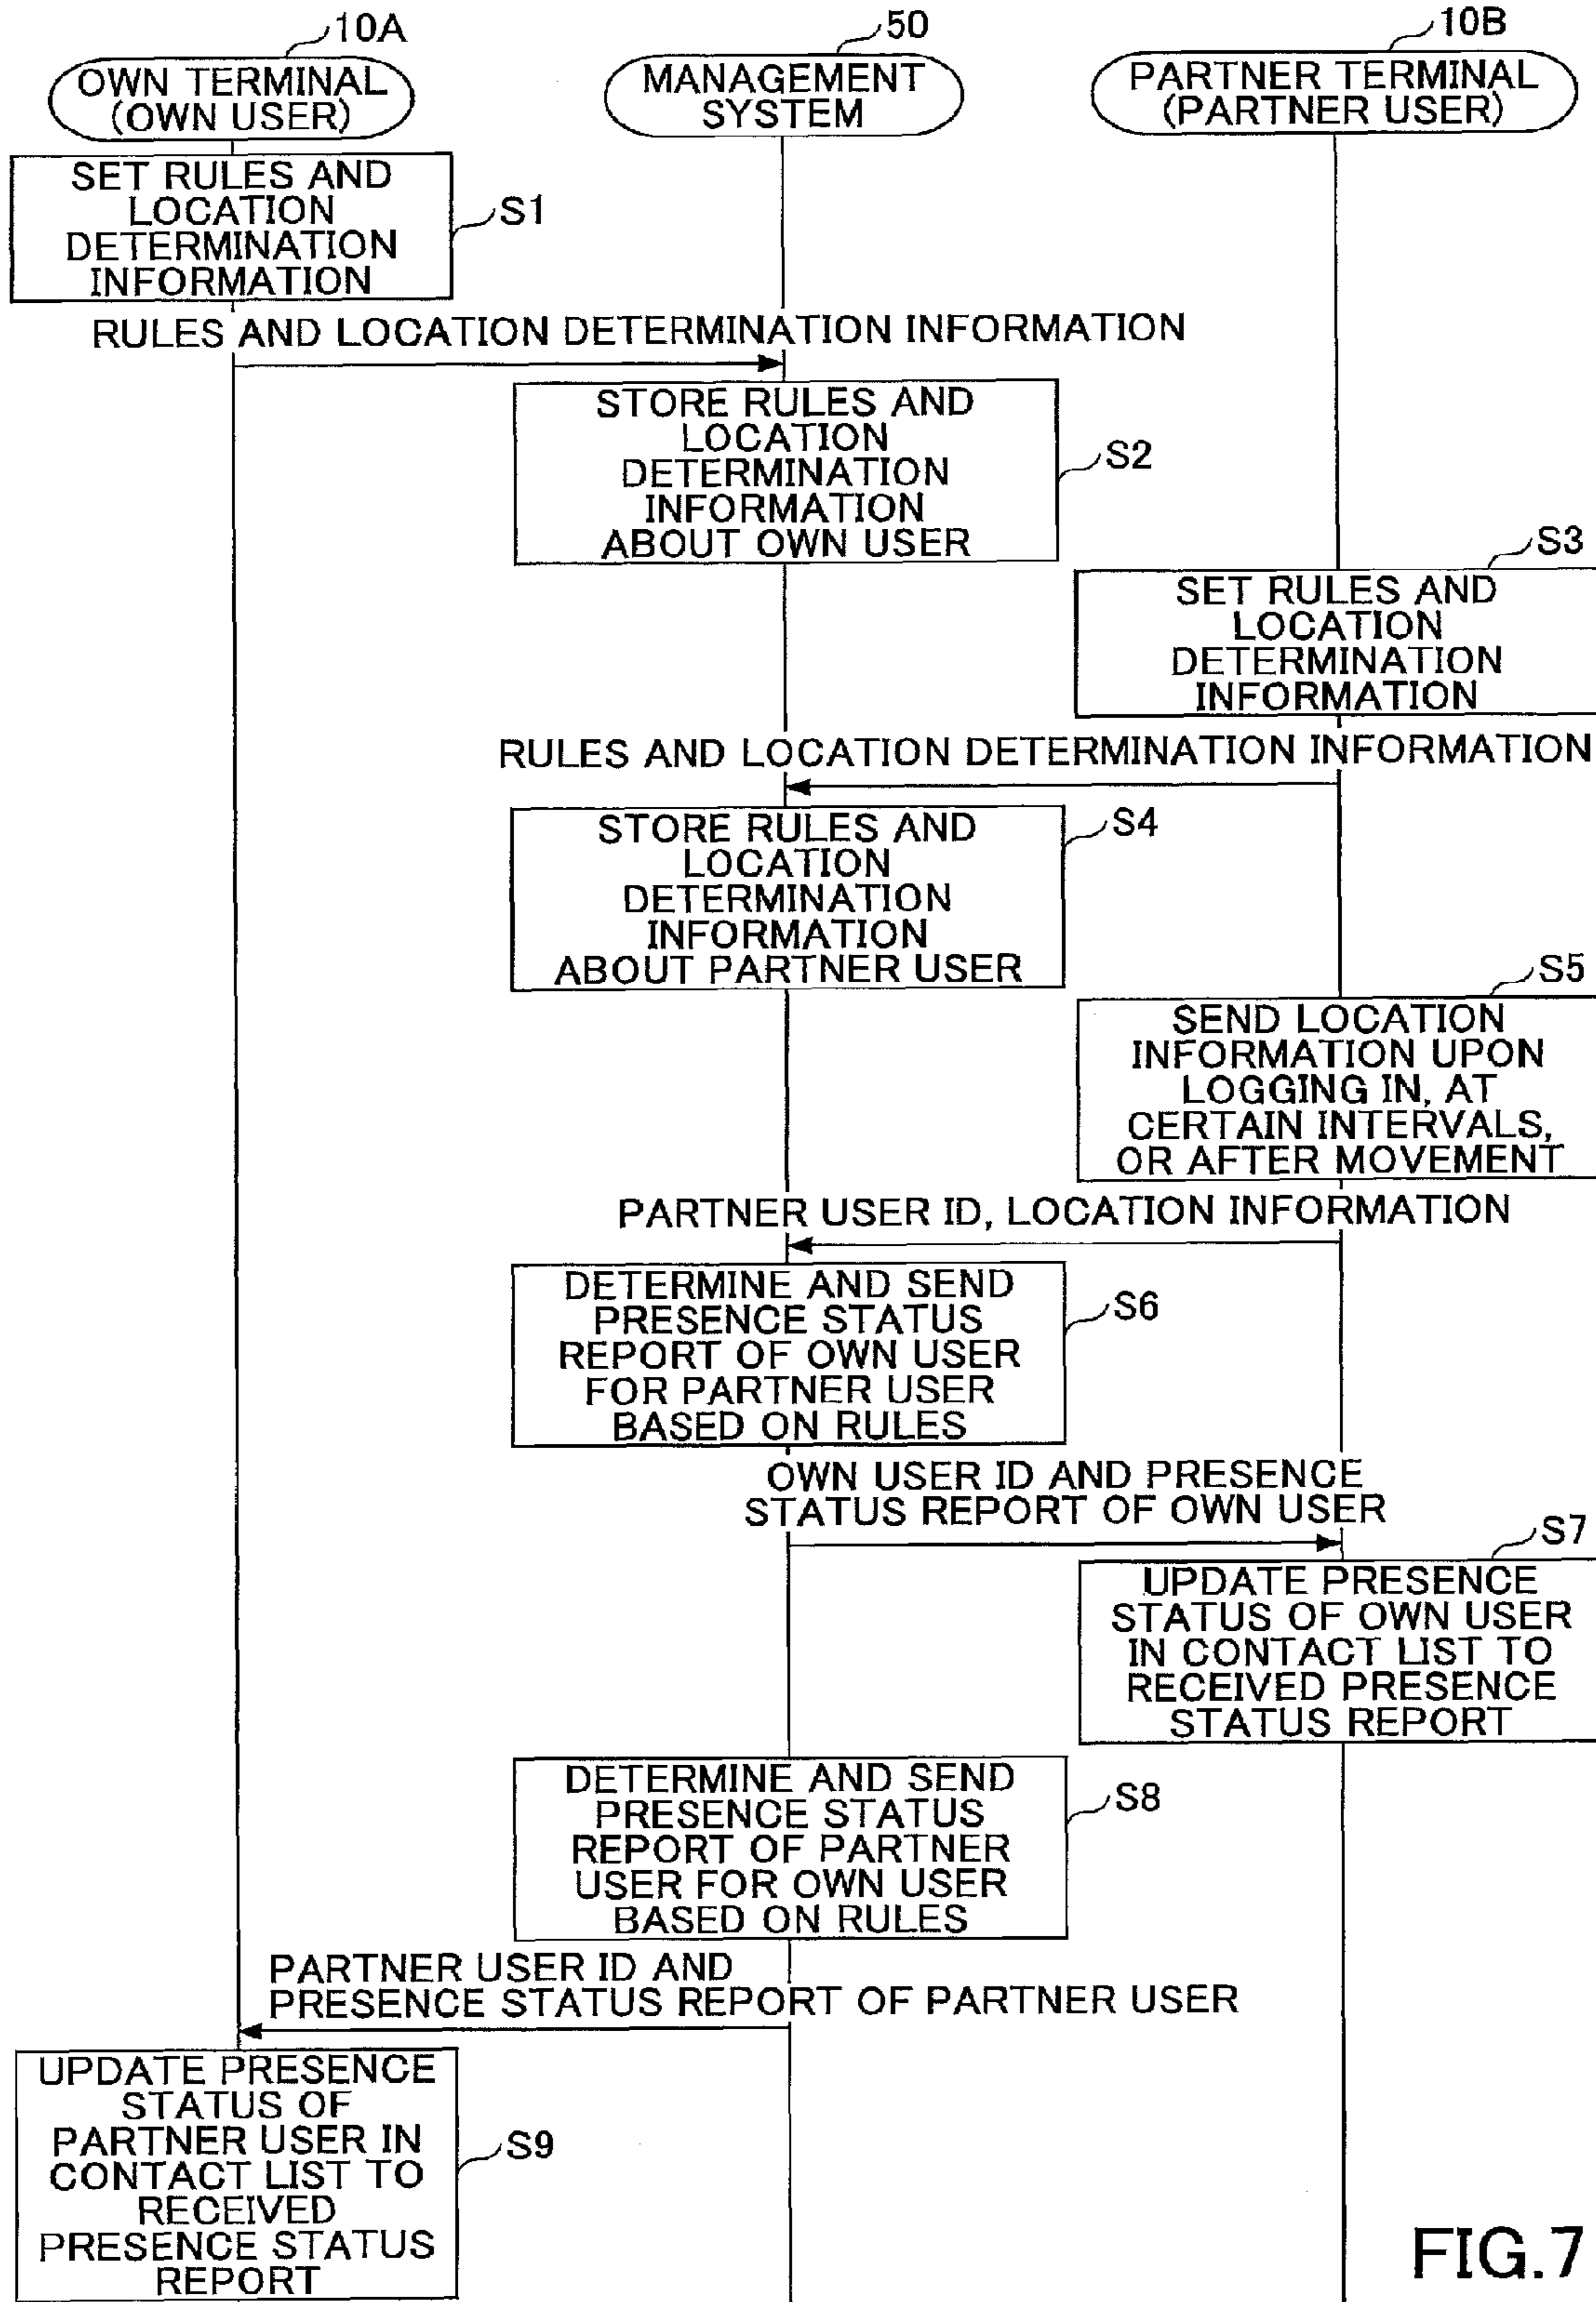 10A
OWN TERMINAL
(OWN USER)
50
MANAGEMENT
SYSTEM
10B
PARTNER TERMINAL
(PARTNER USER)
SET RULES AND
LOCATION
DETERMINATION
INFORMATION
S1
RULES AND LOCATION DETERMINATION INFORMATION
STORE RULES AND
LOCATION
DETERMINATION
INFORMATION
ABOUT OWN USER
S2
S3
SET RULES AND
LOCATION
DETERMINATION
INFORMATION
RULES AND LOCATION DETERMINATION INFORMATION
STORE RULES AND
LOCATION
DETERMINATION
INFORMATION
ABOUT PARTNER USER
S4
S5
SEND LOCATION
INFORMATION UPON
LOGGING IN, AT
CERTAIN INTERVALS,
OR AFTER MOVEMENT
PARTNER USER ID, LOCATION INFORMATION
DETERMINE AND SEND
PRESENCE STATUS
REPORT OF OWN USER
FOR PARTNER USER
BASED ON RULES
S6
OWN USER ID AND PRESENCE
STATUS REPORT OF OWN USER
S7
UPDATE PRESENCE
STATUS OF OWN USER
IN CONTACT LIST TO
RECEIVED PRESENCE
STATUS REPORT
DETERMINE AND SEND
PRESENCE STATUS
REPORT OF PARTNER
USER FOR OWN USER
BASED ON RULES
S8
PARTNER USER ID AND
PRESENCE STATUS REPORT OF PARTNER USER
UPDATE PRESENCE
STATUS OF
PARTNER USER IN
CONTACT LIST TO
RECEIVED
PRESENCE STATUS
REPORT
S9
FIG.7